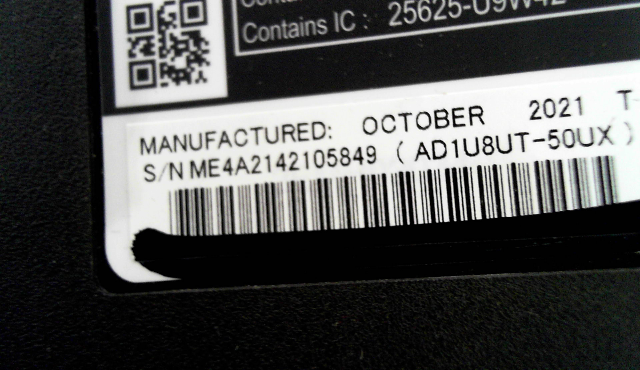 Contains IC : 25625-U9W42
MANUFACTURED: OCTOBER 2021
S/N ME4A2142105849 ( AD1U8UT-50UX )